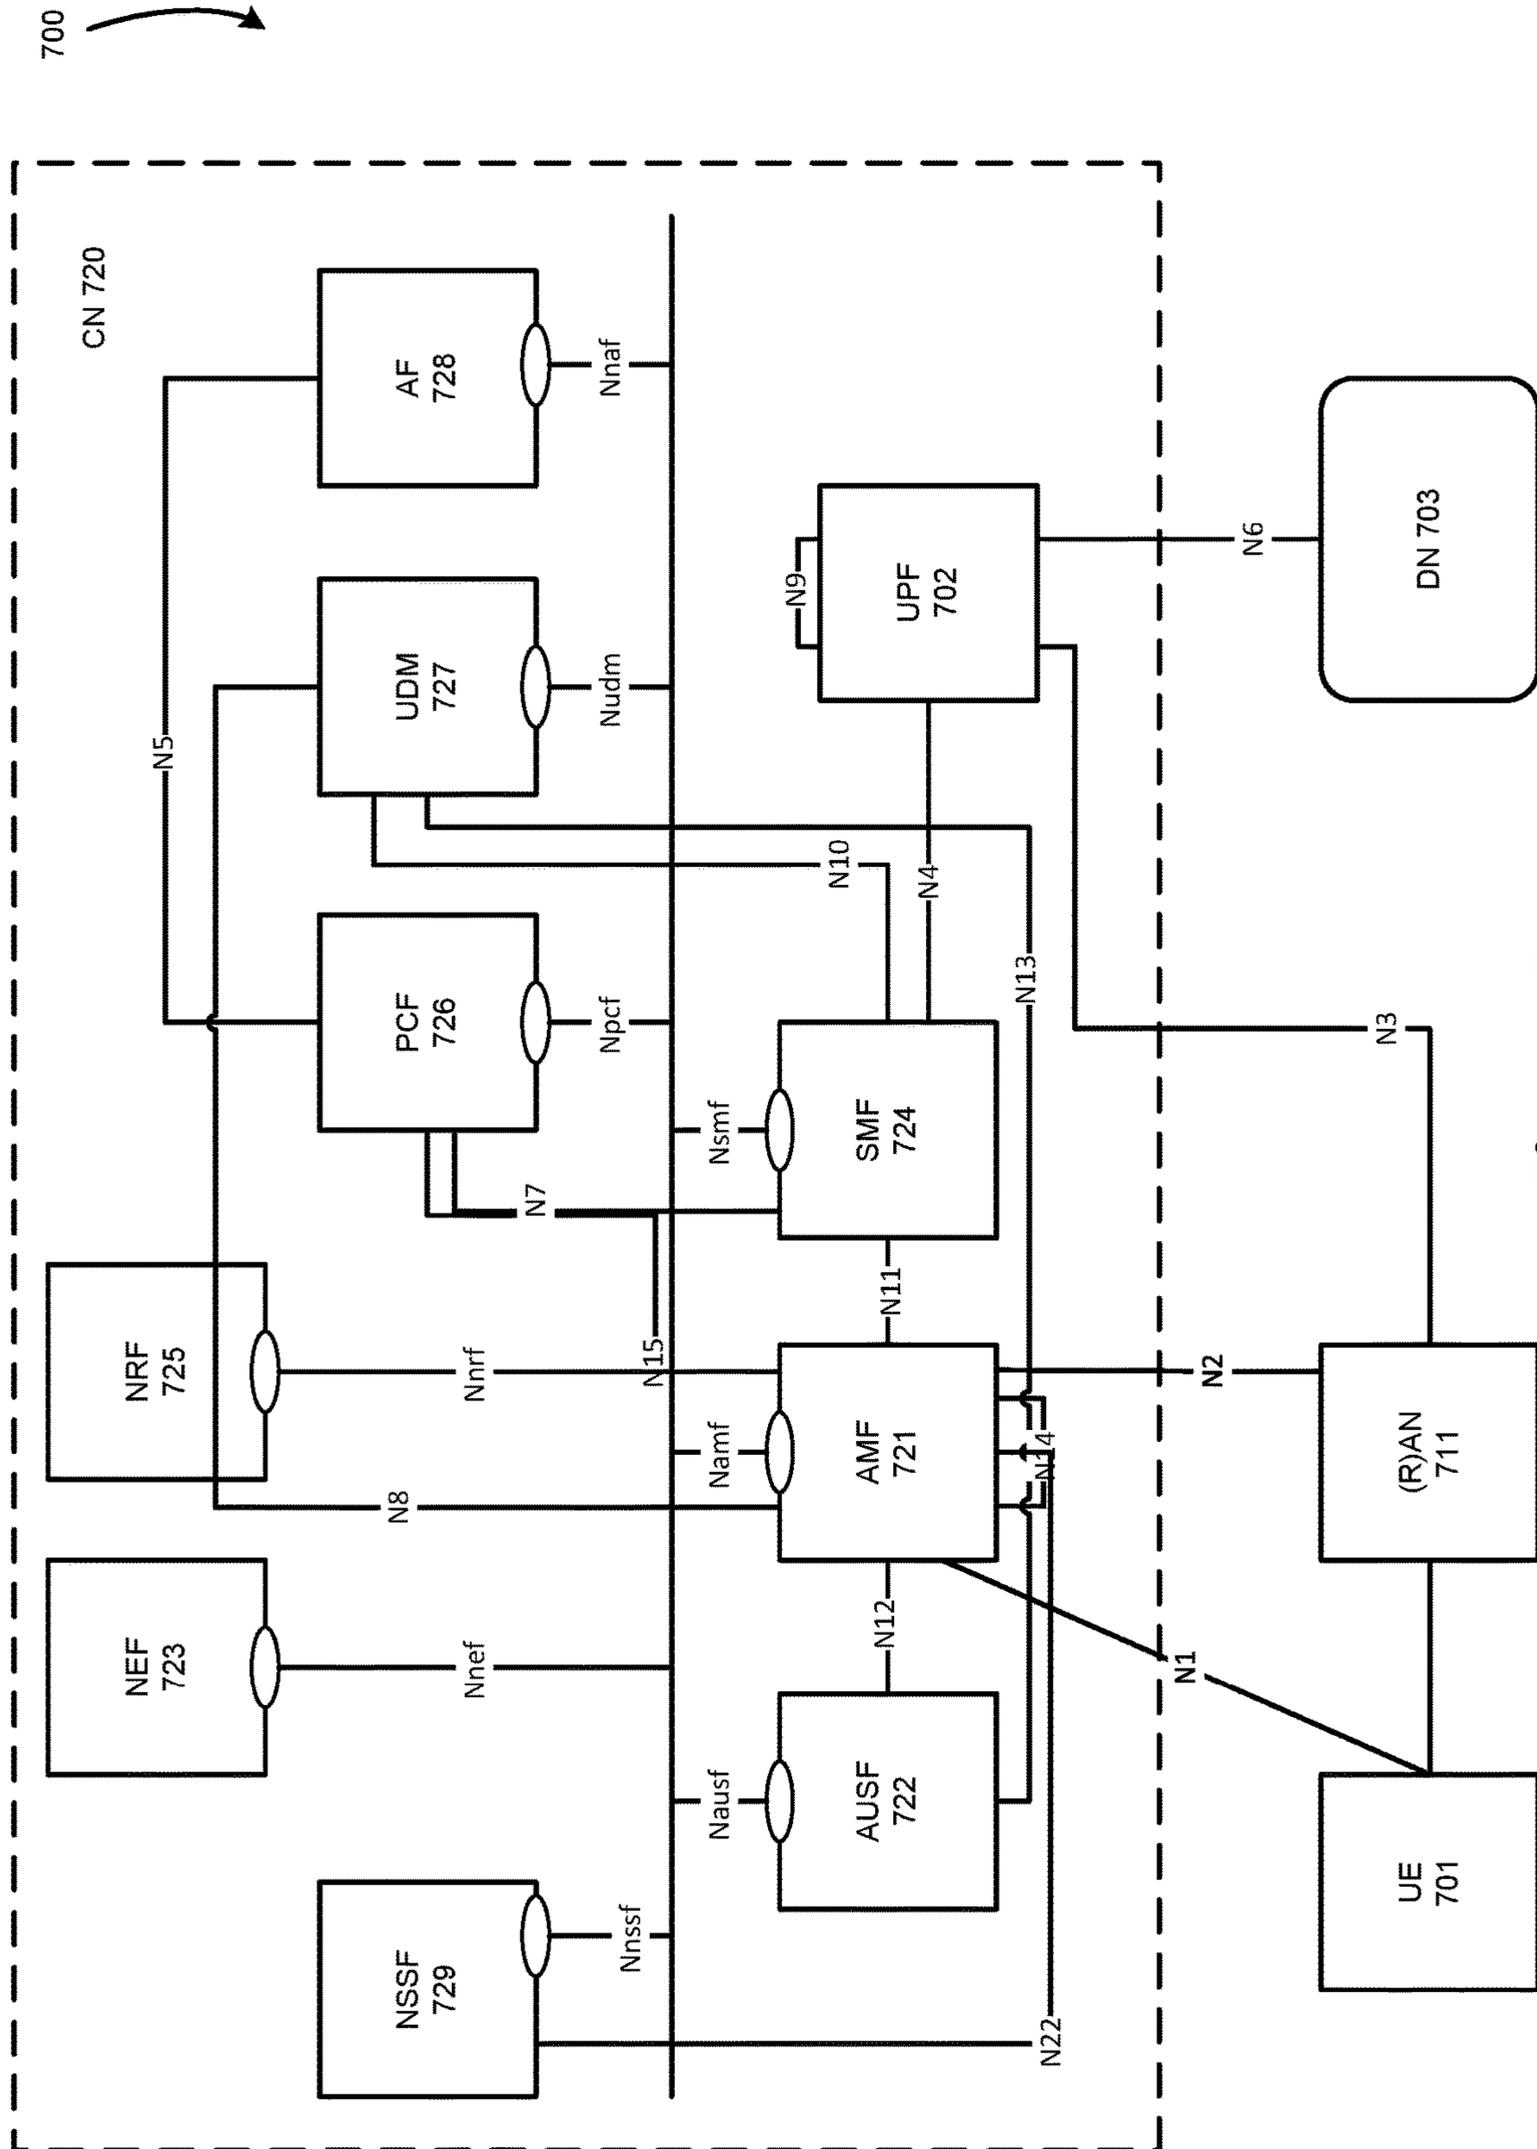 700
CN 720
NSSF
729
NEF
723
NRF
725
PCF
726
UDM
727
AF
728
N5
N8
N7
N15
N10
Nnssf
Nnef
Nnrf
Npcf
Nudm
Nnaf
Nausf
Namf
Nsmf
AUSF
722
N12
AMF
721
N11
SMF
724
N4
N9
UPF
702
N13
N14
N22
N1
N2
N3
N6
UE
701
(R)AN
711
DN 703